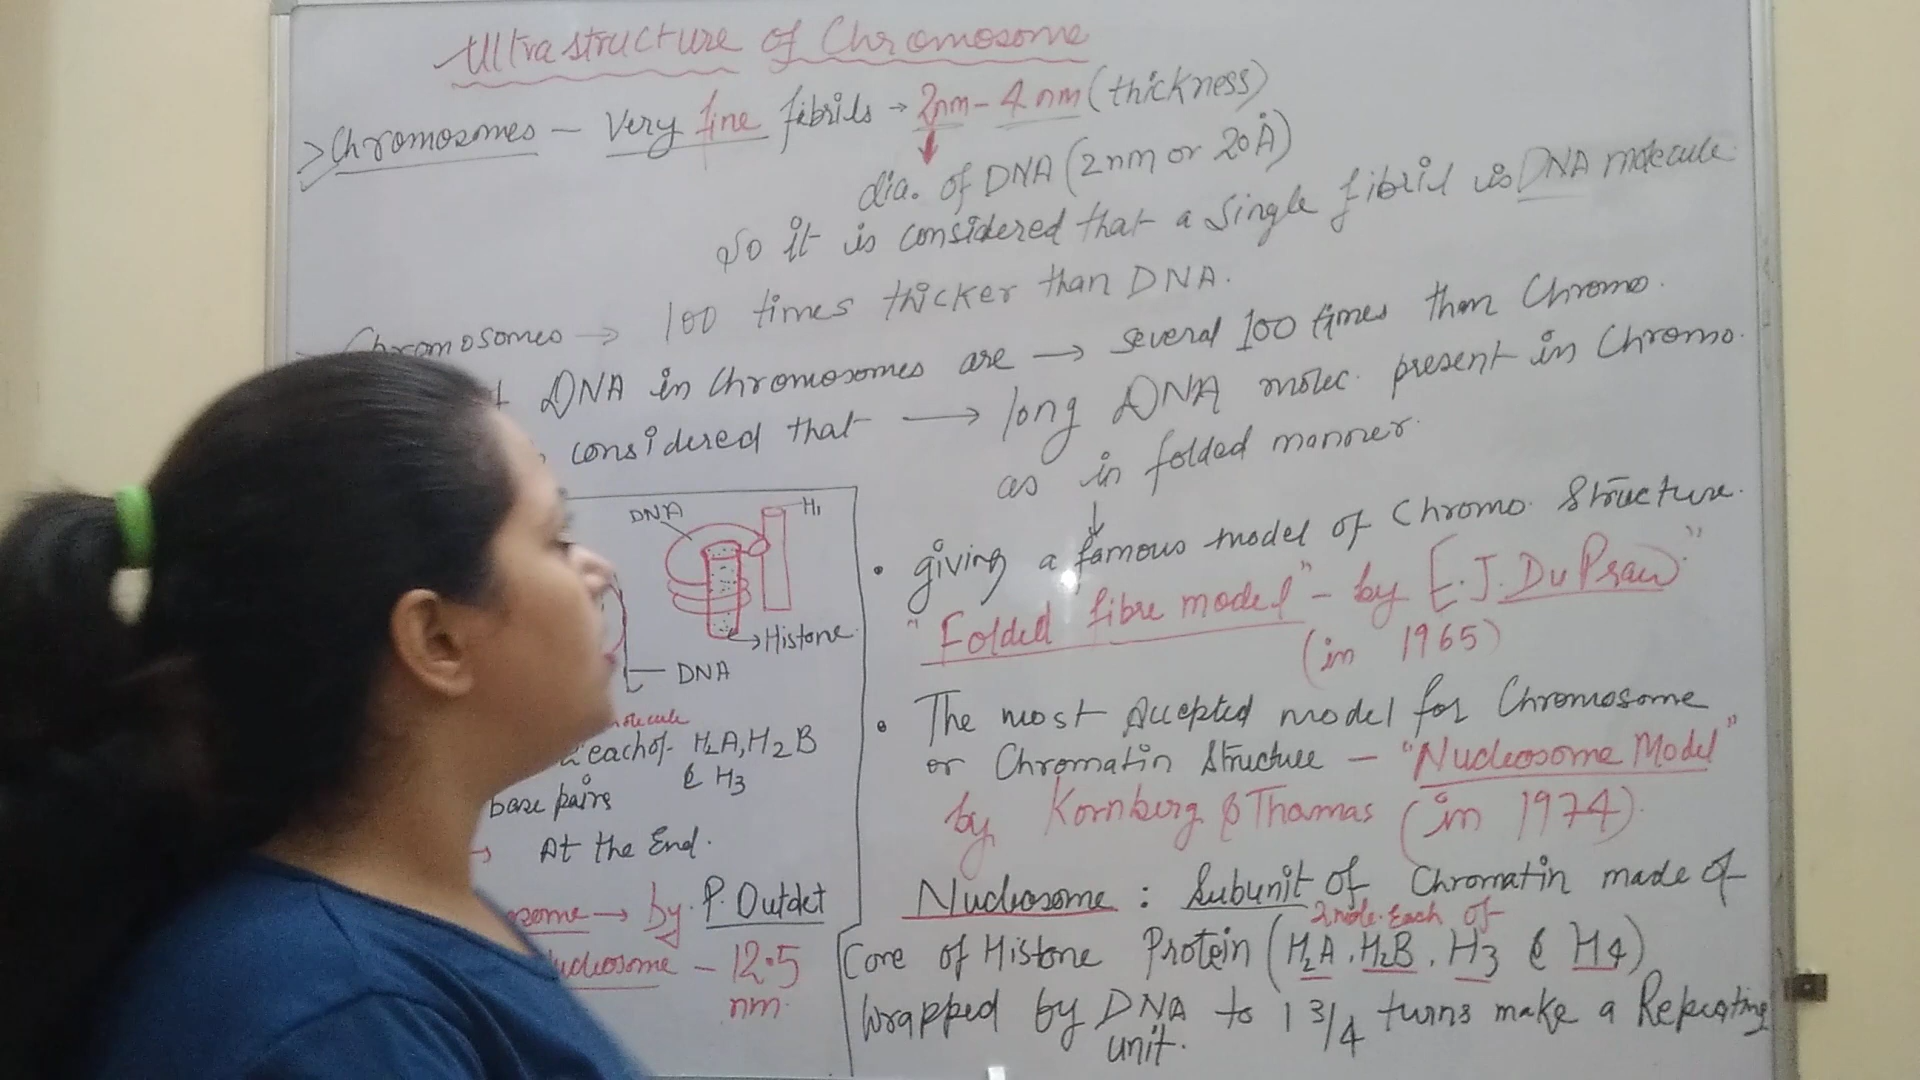 Ultrastructure of Chromosome
> Chromosomes - Very fine fibrils → 2nm - 4 nm (thickness)
dia. of DNA (2nm or 20Å)
so it is considered that a single fibril is DNA molecule
Chromosomes → 100 times thicker than DNA.
DNA in Chromosomes are → several 100 times than Chromo.
considered that → long DNA molec. present in Chromo.
as in folded manner.
• giving a famous model of Chromo. structure.
"Folded fibre model" - by E.J. DuPraw"
(in 1965)
• The most Accepted model for Chromosome
or Chromatin structure - "Nucleosome Model"
by Kornberg & Thamas (in 1974).
Nucleosome : Subunit of Chromatin made of
2 mole. Each of
Core of Histone Protein (H2A, H2B, H3 & H4)
wrapped by DNA to 1 3/4 turns make a Repeating
unit.
DNA
H1
Histone
DNA
molecule
each of H2A, H2B
& H3
base pairs
→ At the End.
→ by P. Outdet
Nucleosome - 12.5
nm.